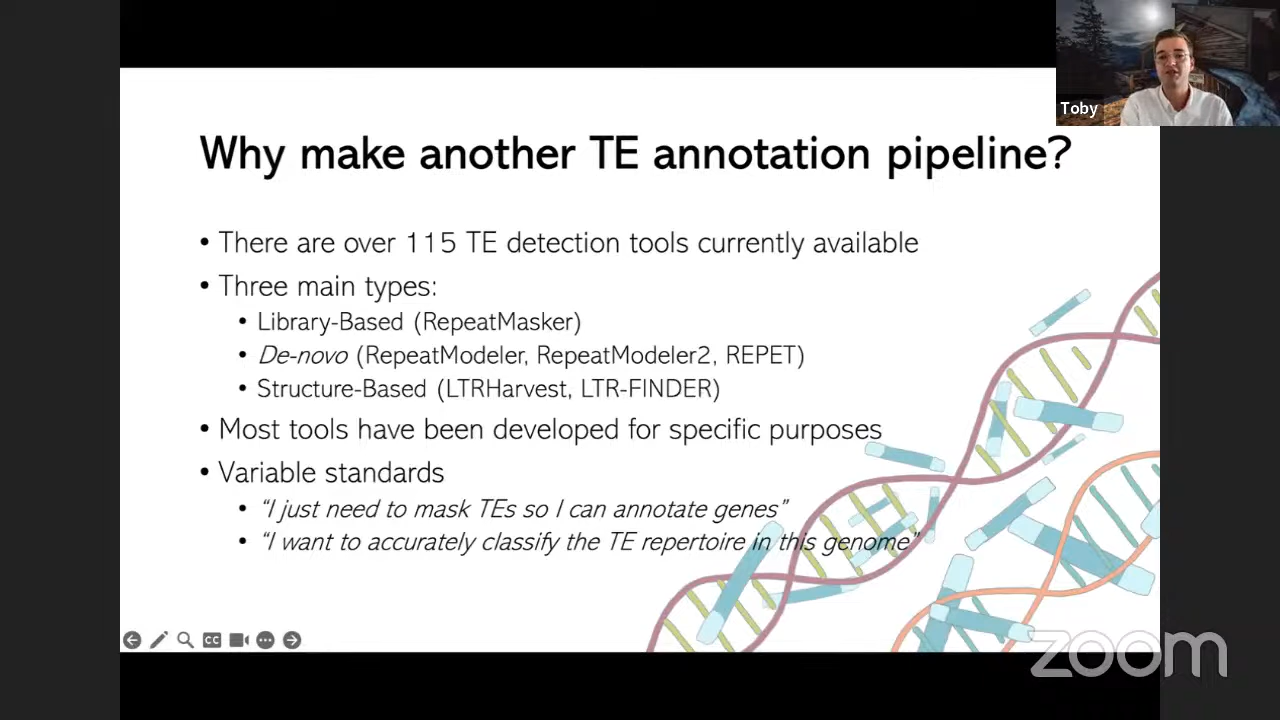 Toby
Why make another TE annotation pipeline?
• There are over 115 TE detection tools currently available
• Three main types:
• Library-Based (RepeatMasker)
• De-novo (RepeatModeler, RepeatModeler2, REPET)
• Structure-Based (LTRHarvest, LTR-FINDER)
• Most tools have been developed for specific purposes
• Variable standards
• “I just need to mask TEs so I can annotate genes”
• “I want to accurately classify the TE repertoire in this genome”
CC
zoom